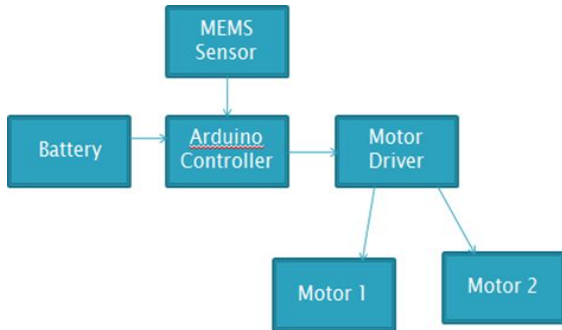 MEMS
Sensor
Battery
Arduino
Controller
Motor
Driver
Motor 1
Motor 2